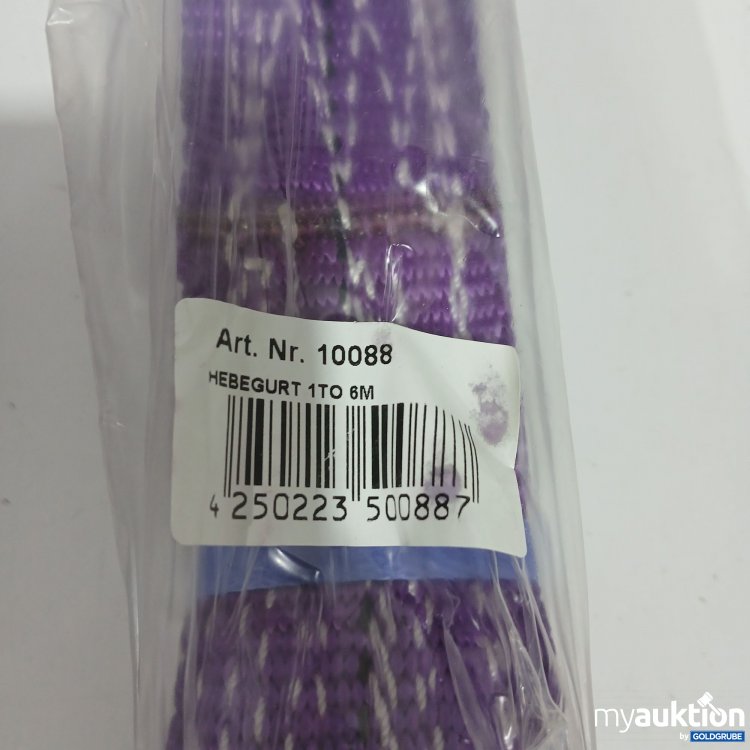 Art. Nr. 10088
HEBEGURT 1TO 6M
4 250223 500887
myauktion
by GOLDGRUBE